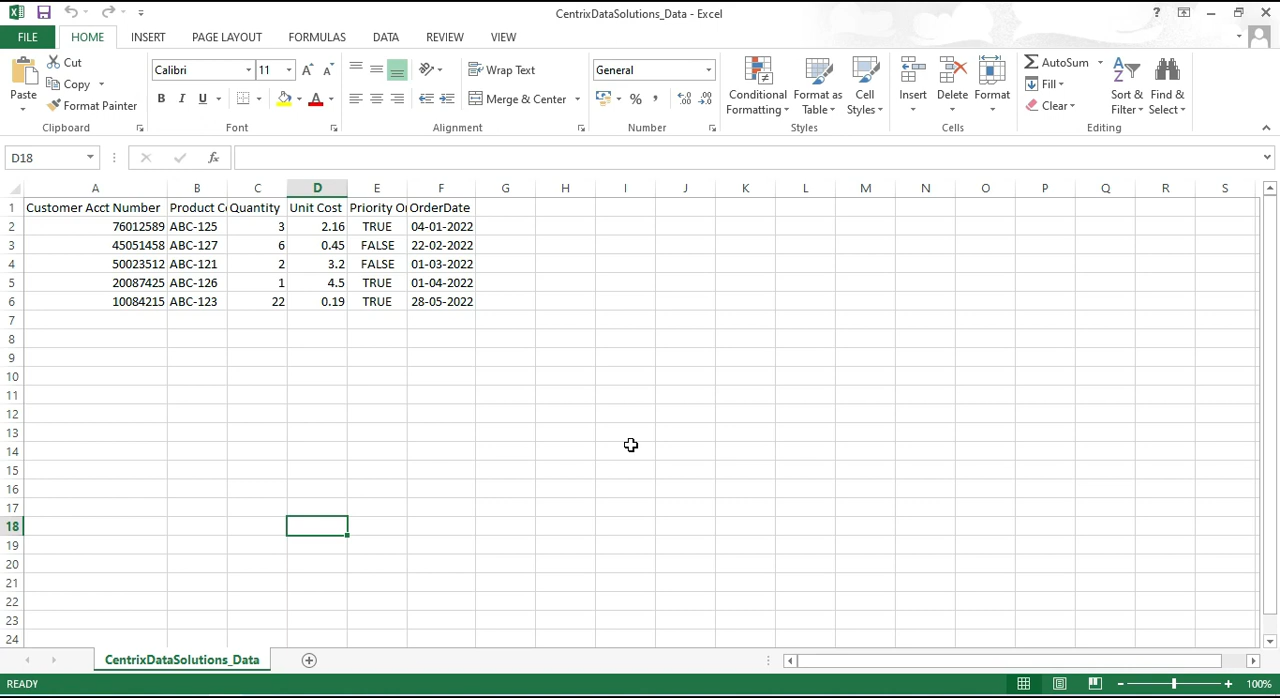 CentrixDataSolutions_Data - Excel
FILE HOME INSERT PAGE LAYOUT FORMULAS DATA REVIEW VIEW
Paste Cut Copy Format Painter
Clipboard
Calibri 11
B I U A
Font
Wrap Text
Merge & Center
Alignment
General
% ,
Number
Conditional Formatting Format as Table Cell Styles
Styles
Insert Delete Format
Cells
AutoSum Fill Clear Sort & Filter Find & Select
Editing
D18 fx
A B C D E F G H I J K L M N O P Q R S
1 Customer Acct Number Product C Quantity Unit Cost Priority O OrderDate
2 76012589 ABC-125 3 2.16 TRUE 04-01-2022
3 45051458 ABC-127 6 0.45 FALSE 22-02-2022
4 50023512 ABC-121 2 3.2 FALSE 01-03-2022
5 20087425 ABC-126 1 4.5 TRUE 01-04-2022
6 10084215 ABC-123 22 0.19 TRUE 28-05-2022
7
8
9
10
11
12
13
14
15
16
17
18
19
20
21
22
23
24
CentrixDataSolutions_Data
READY 100%